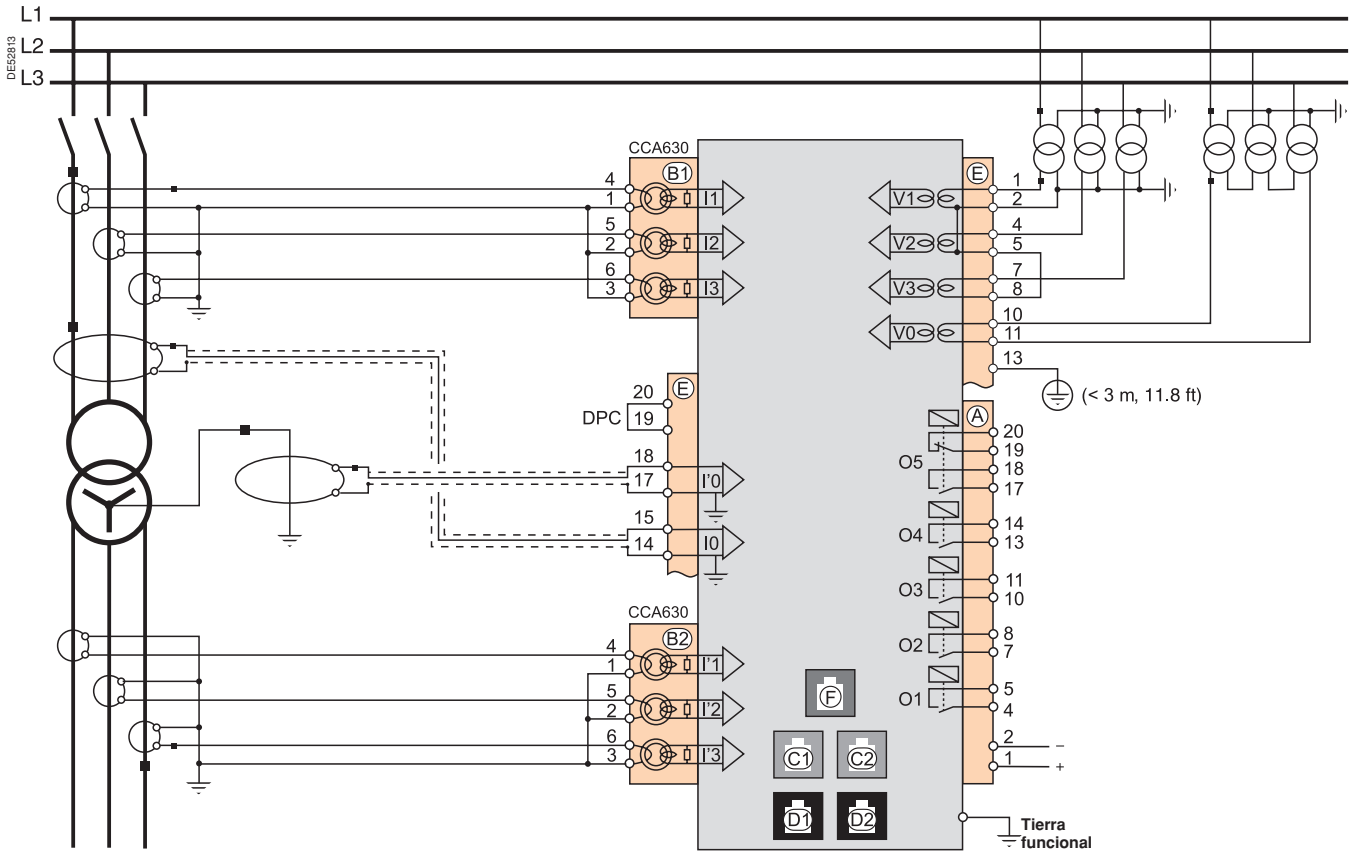 L1
DE52813
L2
L3
CCA630
B1
4
1
I1
5
2
I2
6
3
I3
E
V1
1
2
V2
4
5
V3
7
8
V0
10
11
13
(< 3 m, 11.8 ft)
E
20
DPC
19
18
17
I'0
15
14
I0
A
O5
20
19
18
17
O4
14
13
O3
11
10
O2
8
7
O1
5
4
2 –
1 +
CCA630
B2
4
1
I'1
5
2
I'2
6
3
I'3
F
C1
C2
D1
D2
Tierra
funcional